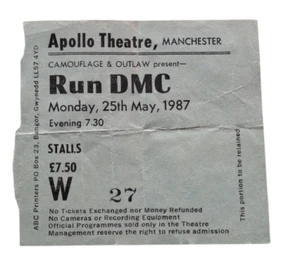 Apollo Theatre, MANCHESTER
CAMOUFLAGE & OUTLAW present—
Run DMC
Monday, 25th May, 1987
Evening 7.30
STALLS
£7.50
W 27
No Tickets Exchanged nor Money Refunded
No Cameras or Recording Equipment
Official Programmes sold only in the Theatre
Management reserve the right to refuse admission
ABC Printers PO Box 23, Bangor, Gwynedd LL57 4YD
This portion to be retained